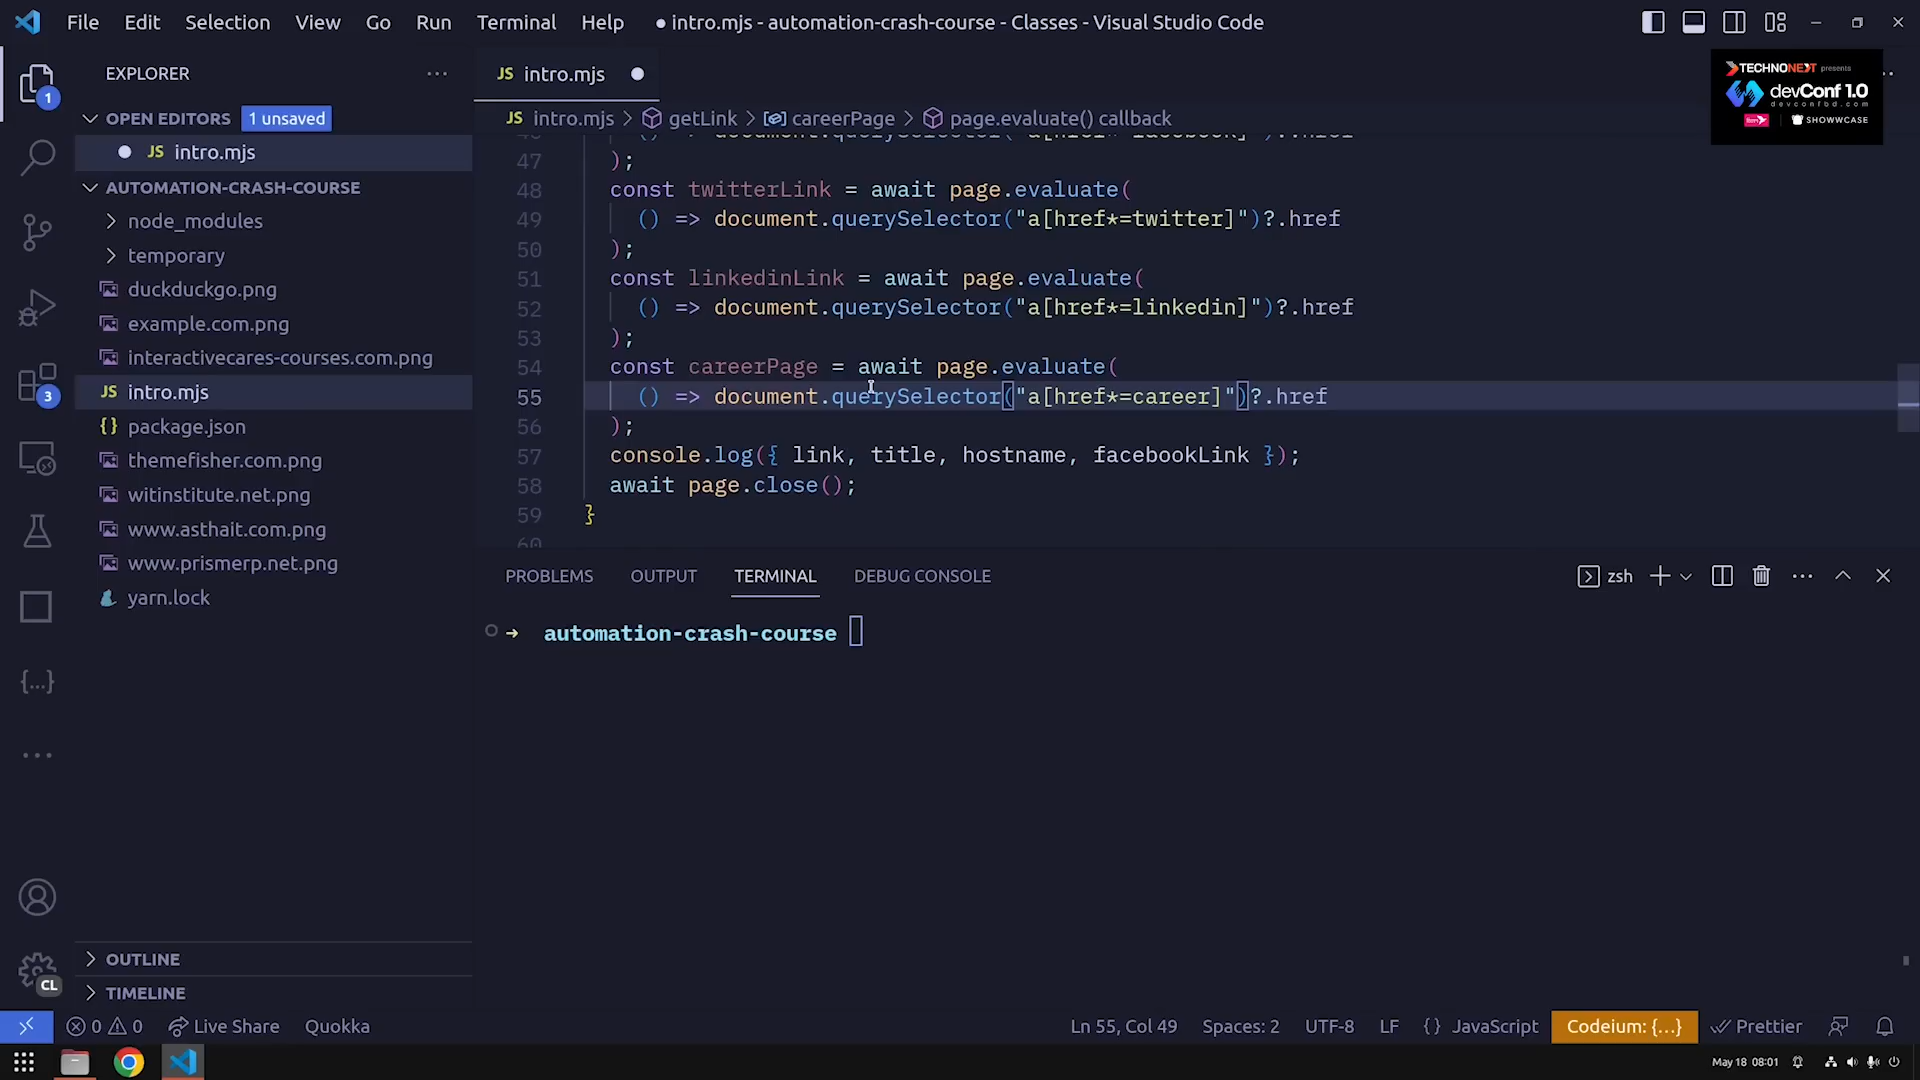 File Edit Selection View Go Run Terminal Help ● intro.mjs - automation-crash-course - Classes - Visual Studio Code
EXPLORER
JS intro.mjs
TECHNONEXT presents
devConf 1.0
devconfbd.com
SHOWWCASE
OPEN EDITORS 1 unsaved
JS intro.mjs > getLink > careerPage > page.evaluate() callback
JS intro.mjs
AUTOMATION-CRASH-COURSE
node_modules
temporary
duckduckgo.png
example.com.png
interactivecares-courses.com.png
JS intro.mjs
{} package.json
themefisher.com.png
witinstitute.net.png
www.asthait.com.png
www.prismerp.net.png
yarn.lock
1
3
47 );
48 const twitterLink = await page.evaluate(
49 () => document.querySelector("a[href*=twitter]")?.href
50 );
51 const linkedinLink = await page.evaluate(
52 () => document.querySelector("a[href*=linkedin]")?.href
53 );
54 const careerPage = await page.evaluate(
55 () => document.querySelector("a[href*=career]")?.href
56 );
57 console.log({ link, title, hostname, facebookLink });
58 await page.close();
59 }
60
PROBLEMS OUTPUT TERMINAL DEBUG CONSOLE
zsh
➜ automation-crash-course
OUTLINE
TIMELINE
CL
0 0 Live Share Quokka
Ln 55, Col 49 Spaces: 2 UTF-8 LF {} JavaScript Codeium: {...} Prettier
May 18 08:01